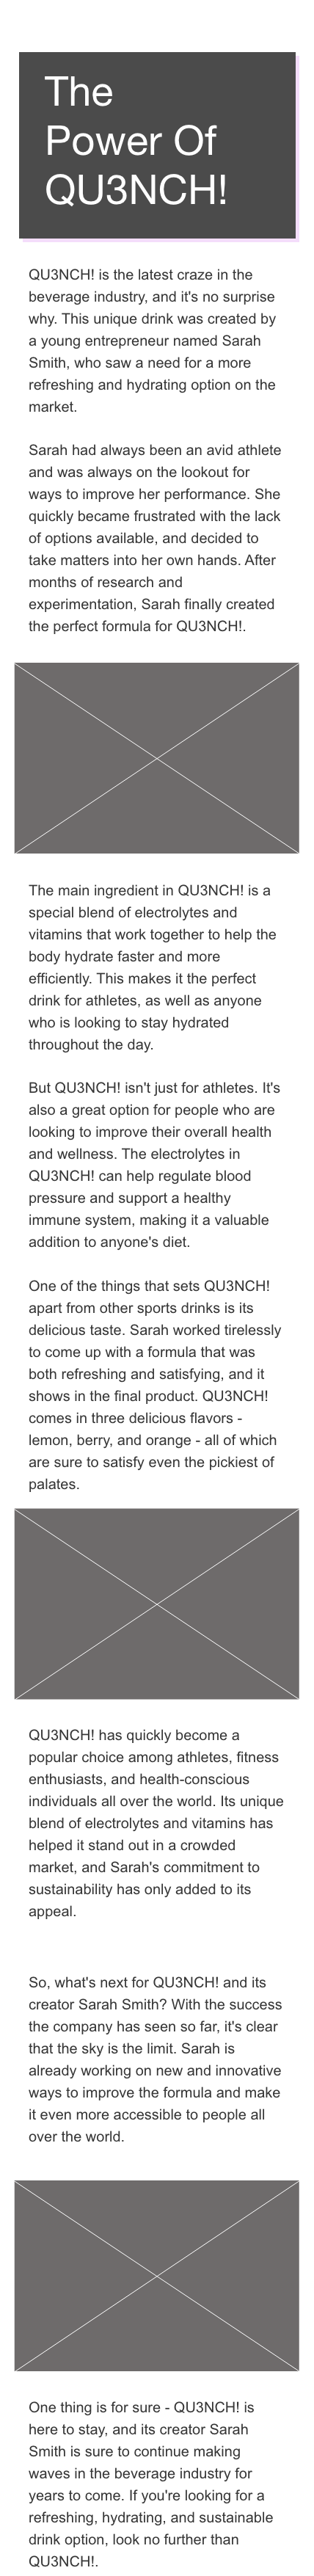 The
Power Of
QU3NCH!
QU3NCH! is the latest craze in the
beverage industry, and it's no surprise
why. This unique drink was created by
a young entrepreneur named Sarah
Smith, who saw a need for a more
refreshing and hydrating option on the
market.
Sarah had always been an avid athlete
and was always on the lookout for
ways to improve her performance. She
quickly became frustrated with the lack
of options available, and decided to
take matters into her own hands. After
months of research and
experimentation, Sarah finally created
the perfect formula for QU3NCH!.
The main ingredient in QU3NCH! is a
special blend of electrolytes and
vitamins that work together to help the
body hydrate faster and more
efficiently. This makes it the perfect
drink for athletes, as well as anyone
who is looking to stay hydrated
throughout the day.
But QU3NCH! isn't just for athletes. It's
also a great option for people who are
looking to improve their overall health
and wellness. The electrolytes in
QU3NCH! can help regulate blood
pressure and support a healthy
immune system, making it a valuable
addition to anyone's diet.
One of the things that sets QU3NCH!
apart from other sports drinks is its
delicious taste. Sarah worked tirelessly
to come up with a formula that was
both refreshing and satisfying, and it
shows in the final product. QU3NCH!
comes in three delicious flavors -
lemon, berry, and orange - all of which
are sure to satisfy even the pickiest of
palates.
QU3NCH! has quickly become a
popular choice among athletes, fitness
enthusiasts, and health-conscious
individuals all over the world. Its unique
blend of electrolytes and vitamins has
helped it stand out in a crowded
market, and Sarah's commitment to
sustainability has only added to its
appeal.
So, what's next for QU3NCH! and its
creator Sarah Smith? With the success
the company has seen so far, it's clear
that the sky is the limit. Sarah is
already working on new and innovative
ways to improve the formula and make
it even more accessible to people all
over the world.
One thing is for sure - QU3NCH! is
here to stay, and its creator Sarah
Smith is sure to continue making
waves in the beverage industry for
years to come. If you're looking for a
refreshing, hydrating, and sustainable
drink option, look no further than
QU3NCH!.